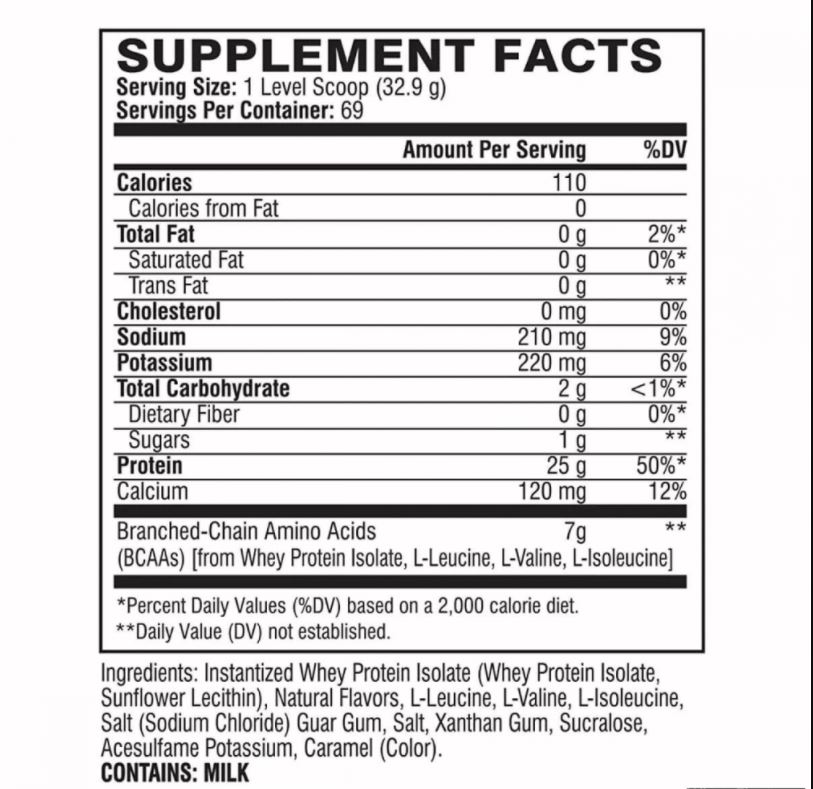 SUPPLEMENT FACTS
Serving Size: 1 Level Scoop (32.9 g)
Servings Per Container: 69
Amount Per Serving %DV
Calories 110
Calories from Fat 0
Total Fat 0 g 2%*
Saturated Fat 0 g 0%*
Trans Fat 0 g **
Cholesterol 0 mg 0%
Sodium 210 mg 9%
Potassium 220 mg 6%
Total Carbohydrate 2 g <1%*
Dietary Fiber 0 g 0%*
Sugars 1 g **
Protein 25 g 50%*
Calcium 120 mg 12%
Branched-Chain Amino Acids 7g **
(BCAAs) [from Whey Protein Isolate, L-Leucine, L-Valine, L-Isoleucine]
*Percent Daily Values (%DV) based on a 2,000 calorie diet.
**Daily Value (DV) not established.
Ingredients: Instantized Whey Protein Isolate (Whey Protein Isolate,
Sunflower Lecithin), Natural Flavors, L-Leucine, L-Valine, L-Isoleucine,
Salt (Sodium Chloride) Guar Gum, Salt, Xanthan Gum, Sucralose,
Acesulfame Potassium, Caramel (Color).
CONTAINS: MILK